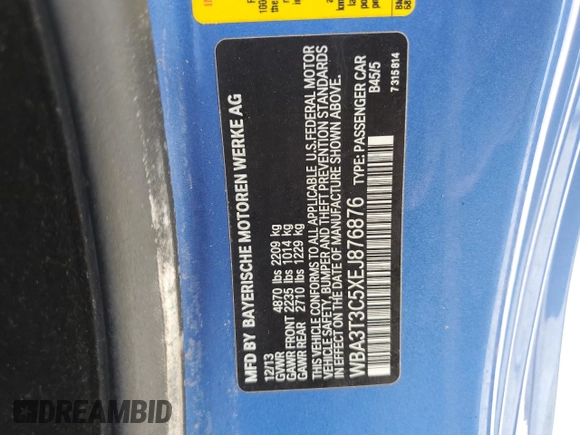 MFD BY BAYERISCHE MOTOREN WERKE AG
12/13
GVWR 4870 lbs 2209 kg
GAWR FRONT 2235 lbs 1014 kg
GAWR REAR 2710 lbs 1229 kg
THIS VEHICLE CONFORMS TO ALL APPLICABLE U.S.FEDERAL MOTOR
VEHICLE SAFETY, BUMPER AND THEFT PREVENTION STANDARDS
IN EFFECT ON THE DATE OF MANUFACTURE SHOWN ABOVE.
WBA3T3C5XEJ876876 TYPE: PASSENGER CAR
B45/5
7 315 814
DREAMBID